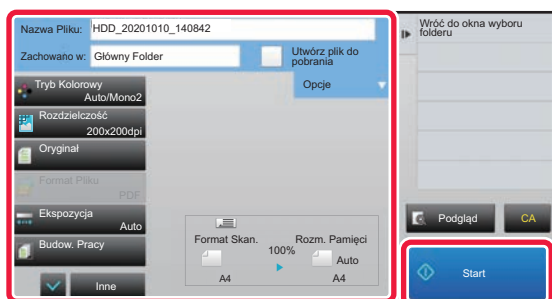 Nazwa Pliku: HDD_20201010_140842
Zachowano w: Główny Folder
Utwórz plik do
pobrania
Opcje
Tryb Kolorowy
Auto/Mono2
Rozdzielczość
200x200dpi
Oryginał
Format Pliku
PDF
Ekspozycja
Auto
Budow. Pracy
Inne
Format Skan.
100%
Rozm. Pamięci
Auto
A4
A4
Wróć do okna wyboru
folderu
Podgląd
CA
Start